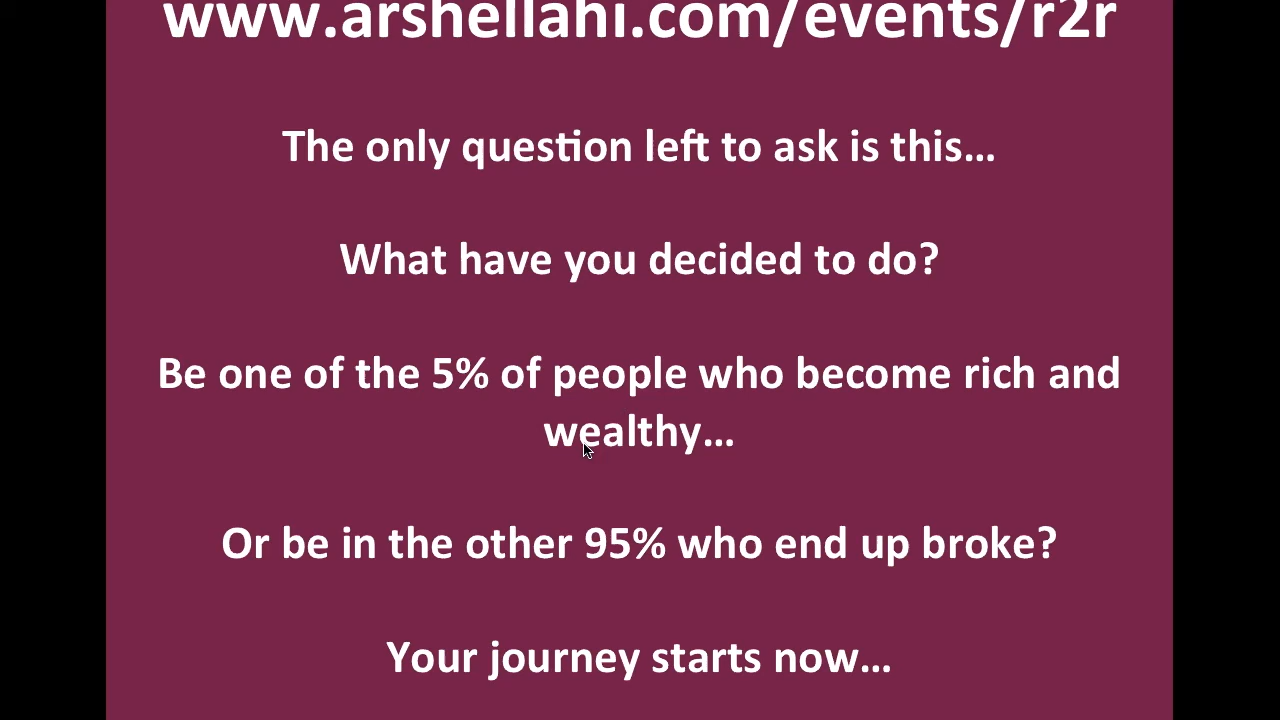 www.arshellahi.com/events/r2r
The only question left to ask is this...
What have you decided to do?
Be one of the 5% of people who become rich and
wealthy...
Or be in the other 95% who end up broke?
Your journey starts now...